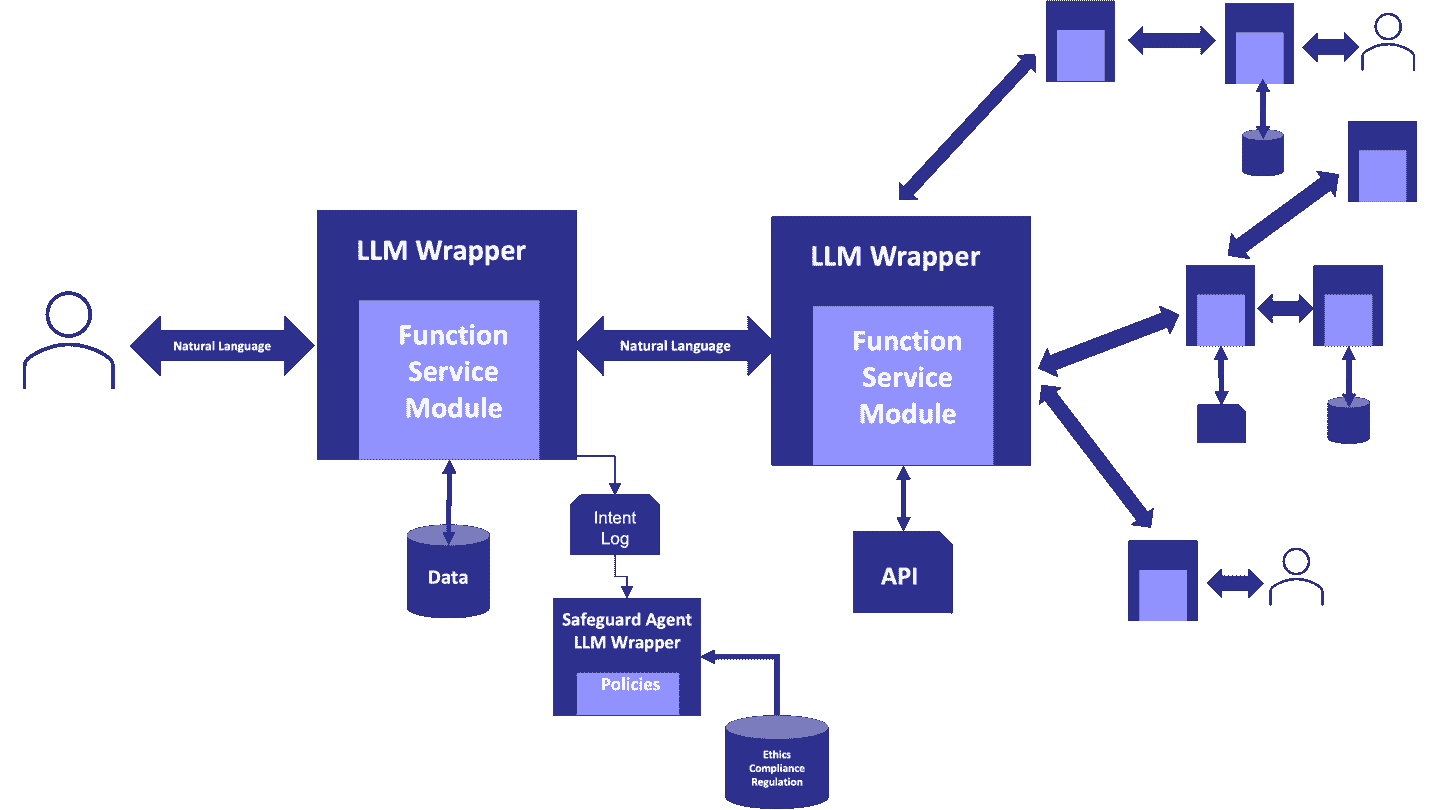 LLM Wrapper
Function
Service
Module
Natural Language
Natural Language
LLM Wrapper
Function
Service
Module
Data
Intent
Log
Safeguard Agent
LLM Wrapper
Policies
Ethics
Compliance
Regulation
API